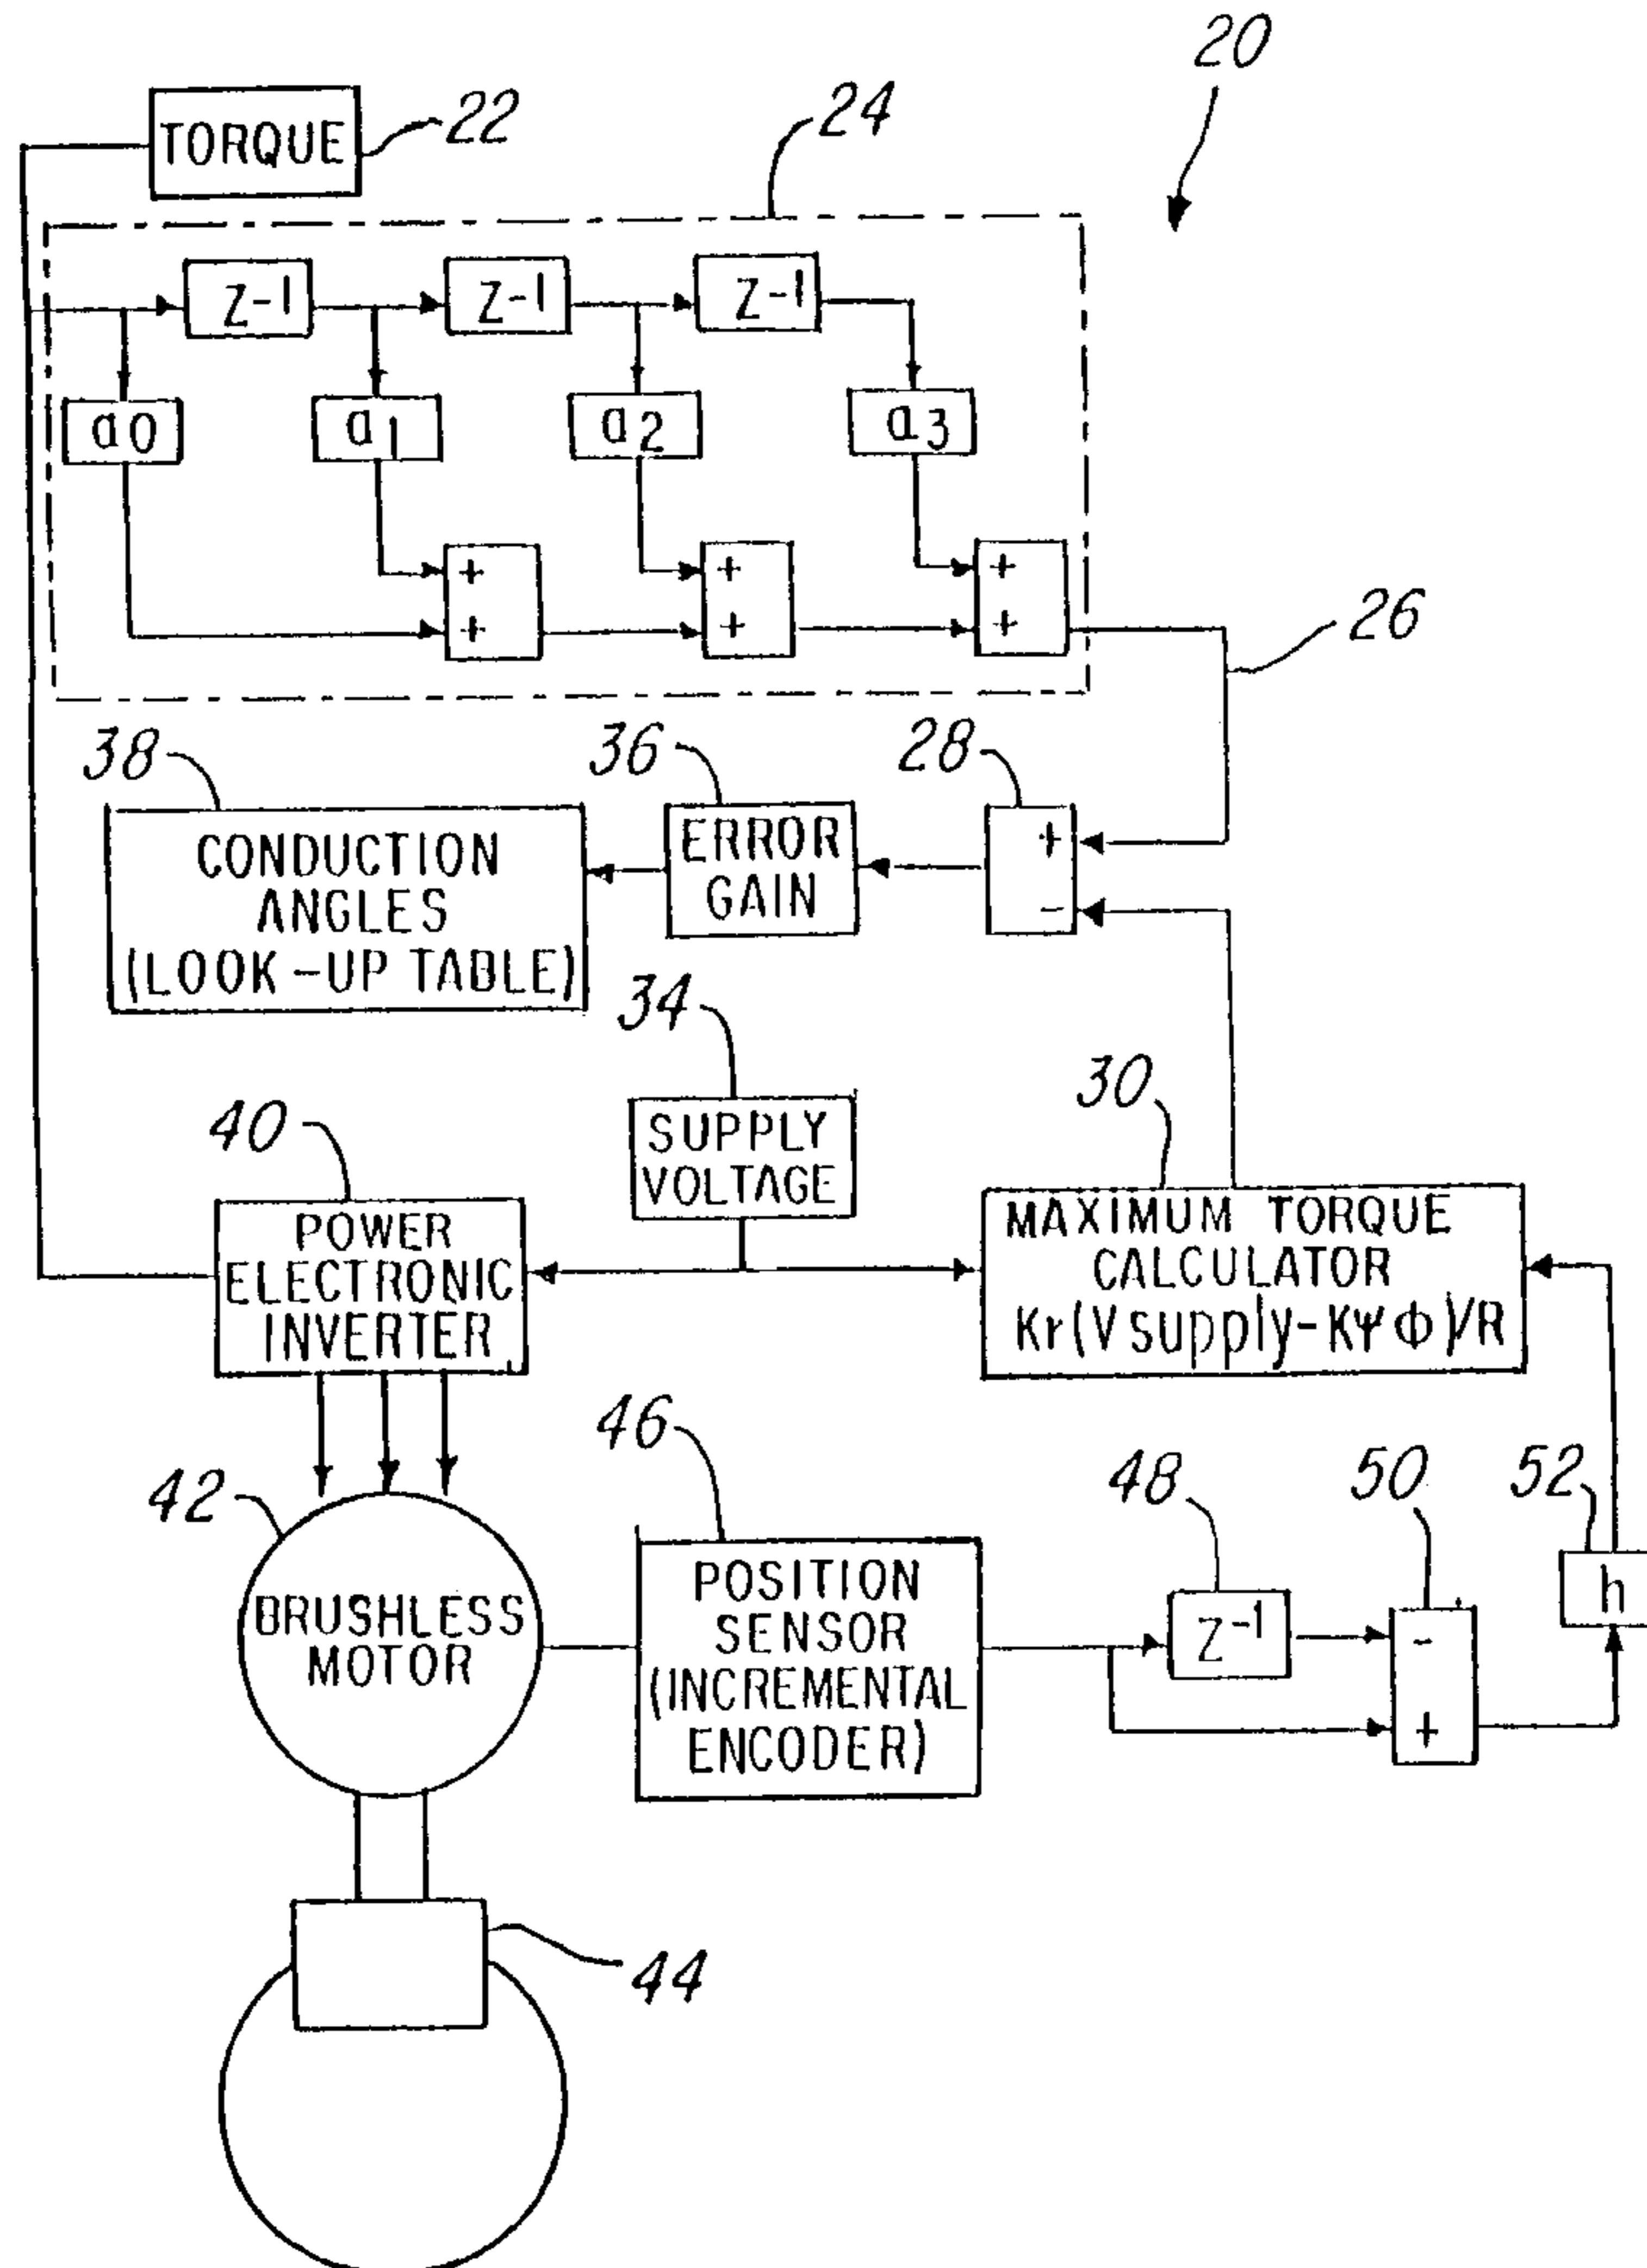 20
TORQUE
22
24
Z-1
Z-1
Z-1
a0
a1
a2
a3
+
+
+
+
+
+
26
38
36
28
CONDUCTION
ANGLES
(LOOK-UP TABLE)
ERROR
GAIN
+
-
34
SUPPLY
VOLTAGE
30
MAXIMUM TORQUE
CALCULATOR
Kr(Vsupply-KΨΦ)/R
40
POWER
ELECTRONIC
INVERTER
42
BRUSHLESS
MOTOR
46
POSITION
SENSOR
(INCREMENTAL
ENCODER)
48
Z-1
50
-
+
52
h
44